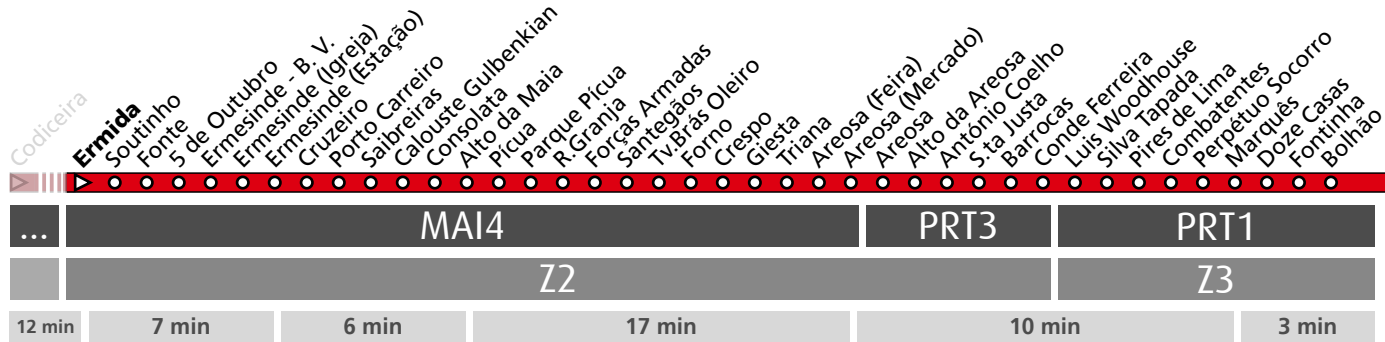 Codiceira
Ermida
Soutinho
Fonte
5 de Outubro
Ermesinde - B. V.
Ermesinde (Igreja)
Ermesinde (Estação)
Cruzeiro
Porto Carreiro
Saibreiras
Calouste Gulbenkian
Consolata
Alto da Maia
Pícua
Parque Pícua
R.Granja
Forças Armadas
Santegãos
Tv.Brás Oleiro
Forno
Crespo
Giesta
Triana
Areosa (Feira)
Areosa (Mercado)
Areosa
Alto da Areosa
António Coelho
S.ta Justa
Barrocas
Conde Ferreira
Luis Woodhouse
Silva Tapada
Pires de Lima
Combatentes
Perpétuo Socorro
Marquês
Doze Casas
Fontinha
Bolhão
... MAI4 PRT3 PRT1
Z2 Z3
12 min 7 min 6 min 17 min 10 min 3 min